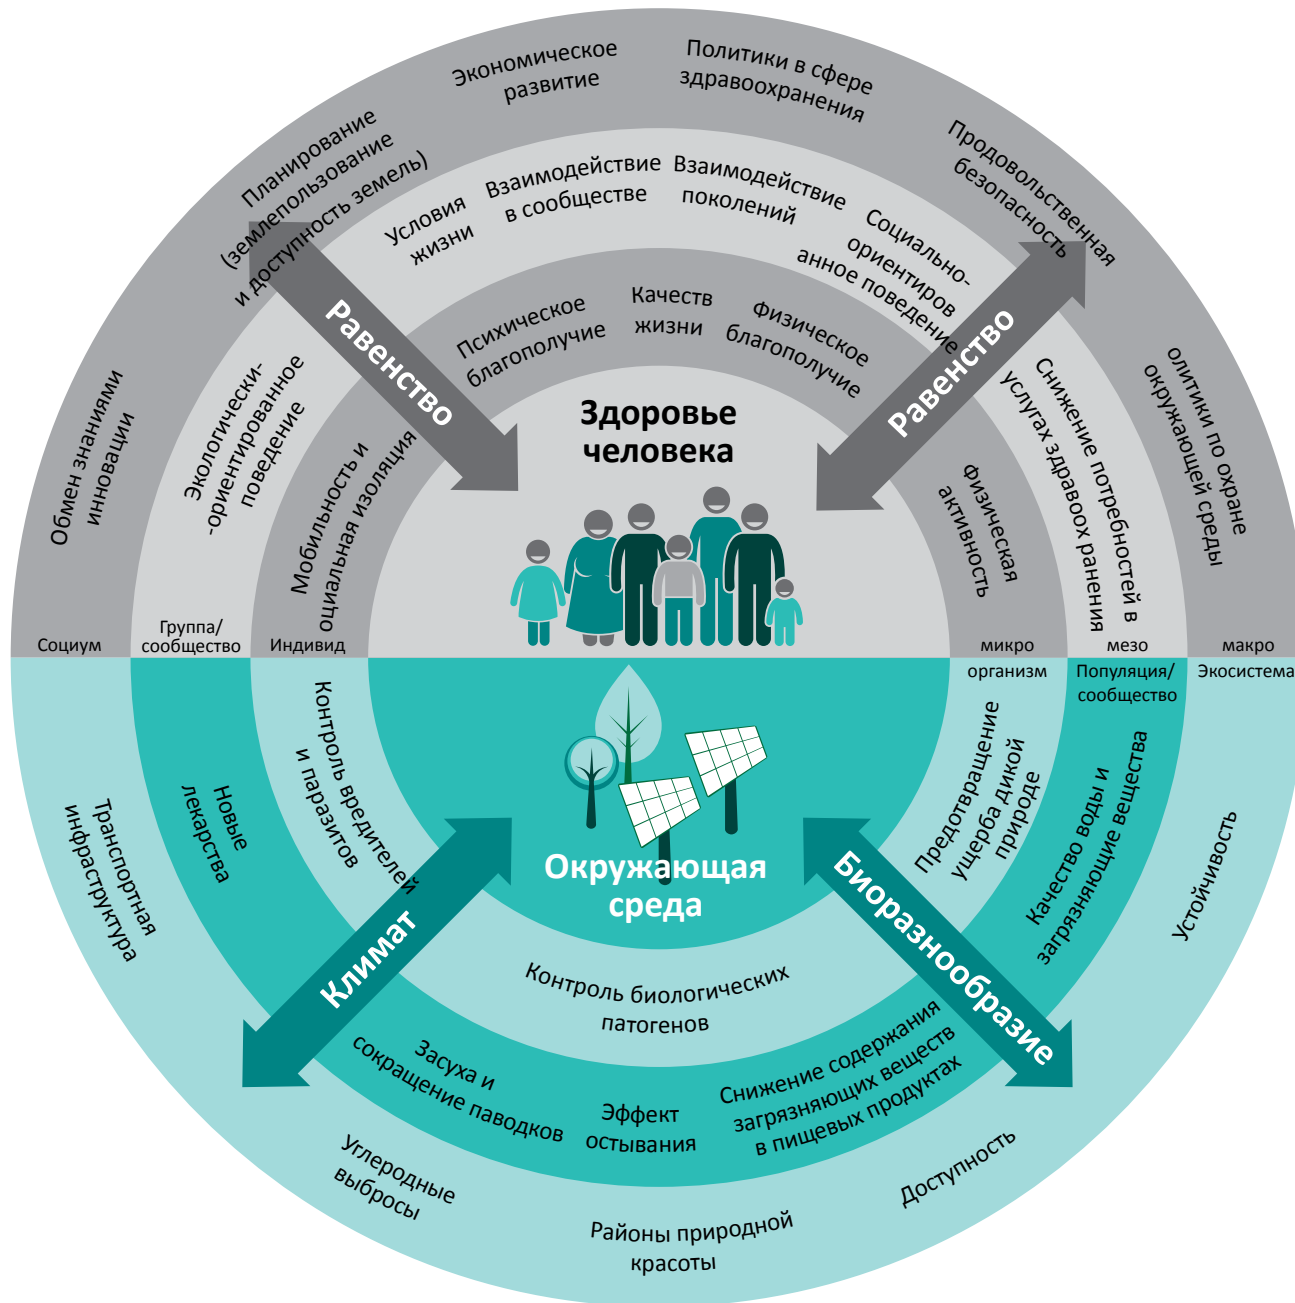 Экономическое
развитие
Политики в сфере
здравоохранения
Планирование
(землепользование
и доступность земель)
Продовольственная
безопасность
Обмен знаниями
инновации
олитики по охране
окружающей среды
Условия
жизни
Взаимодействие
в сообществе
Взаимодействие
поколений
Социально-
ориентиров
анное поведение
Экологически-
-ориентированное
поведение
Снижение потребностей в
услугах здравоох ранения
Психическое
благополучие
Качеств
жизни
Физическое
благополучие
Мобильность и
оциальная изоляция
физическая
активность
Равенство
Равенство
Здоровье
человека
Социум
Группа/
сообщество
Индивид
микро
мезо
макро
организм
Популяция/
сообщество
Экосистема
Контроль вредителей
и паразитов
Предотвращение
ущерба дикой
природе
Новые
лекарства
Качество воды и
загрязняющие вещества
Транспортная
инфраструктура
Устойчивость
Окружающая
среда
Климат
Биоразнообразие
Контроль биологических
патогенов
Засуха и
сокращение паводков
Эффект
остывания
Снижение содержания
загрязняющих веществ
в пищевых продуктах
Углеродные
выбросы
Районы природной
красоты
Доступность